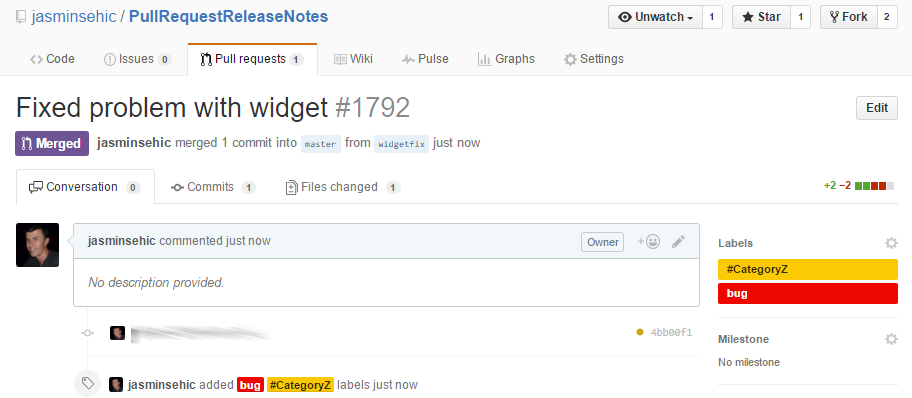 jasminsehic / PullRequestReleaseNotes
Unwatch 1 Star 1 Fork 2
Code Issues 0 Pull requests 1 Wiki Pulse Graphs Settings
Fixed problem with widget #1792 Edit
Merged jasminsehic merged 1 commit into master from widgetfix just now
Conversation 0 Commits 1 Files changed 1 +2 −2
jasminsehic commented just now Owner +
No description provided.
Labels
#CategoryZ
bug
4bb00f1
Milestone
No milestone
jasminsehic added bug #CategoryZ labels just now